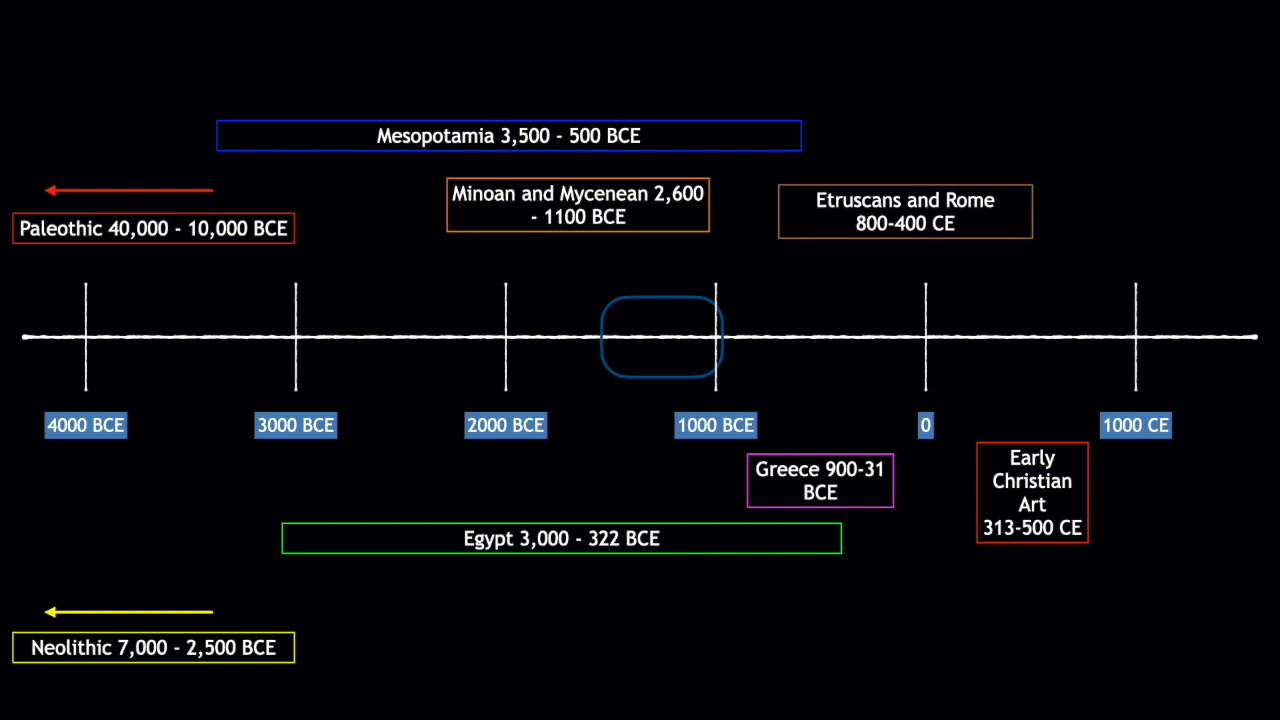 Mesopotamia 3,500 - 500 BCE
Minoan and Mycenean 2,600
- 1100 BCE
Etruscans and Rome
800-400 CE
Paleothic 40,000 - 10,000 BCE
4000 BCE
3000 BCE
2000 BCE
1000 BCE
0
1000 CE
Greece 900-31
BCE
Early
Christian
Art
313-500 CE
Egypt 3,000 - 322 BCE
Neolithic 7,000 - 2,500 BCE